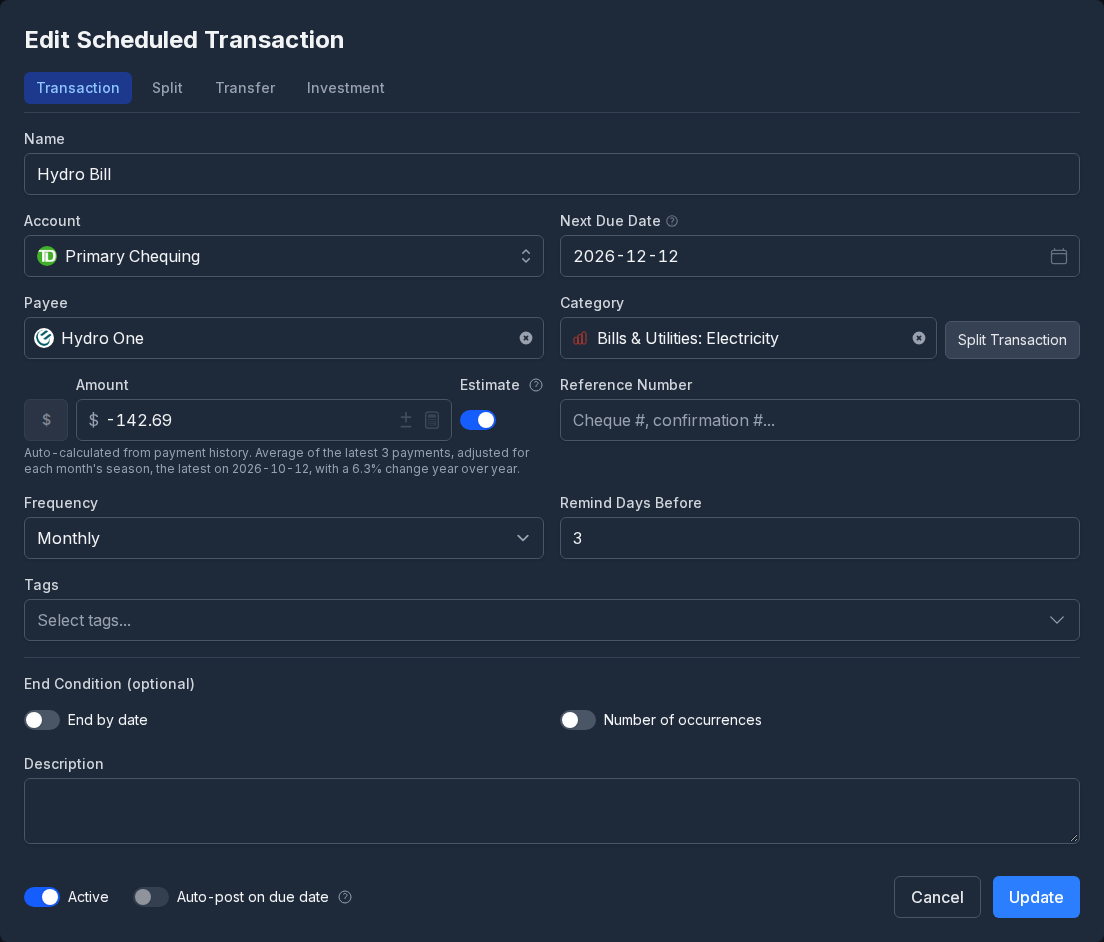 Edit Scheduled Transaction
Transaction Split Transfer Investment
Name
Hydro Bill
Account
Next Due Date
TD Primary Chequing
2026-12-12
Payee
Category
Hydro One
Bills & Utilities: Electricity
Split Transaction
Amount
Estimate
Reference Number
$
$ -142.69
Cheque #, confirmation #...
Auto-calculated from payment history. Average of the latest 3 payments, adjusted for
each month's season, the latest on 2026-10-12, with a 6.3% change year over year.
Frequency
Remind Days Before
Monthly
3
Tags
Select tags...
End Condition (optional)
End by date
Number of occurrences
Description
Active
Auto-post on due date
Cancel
Update